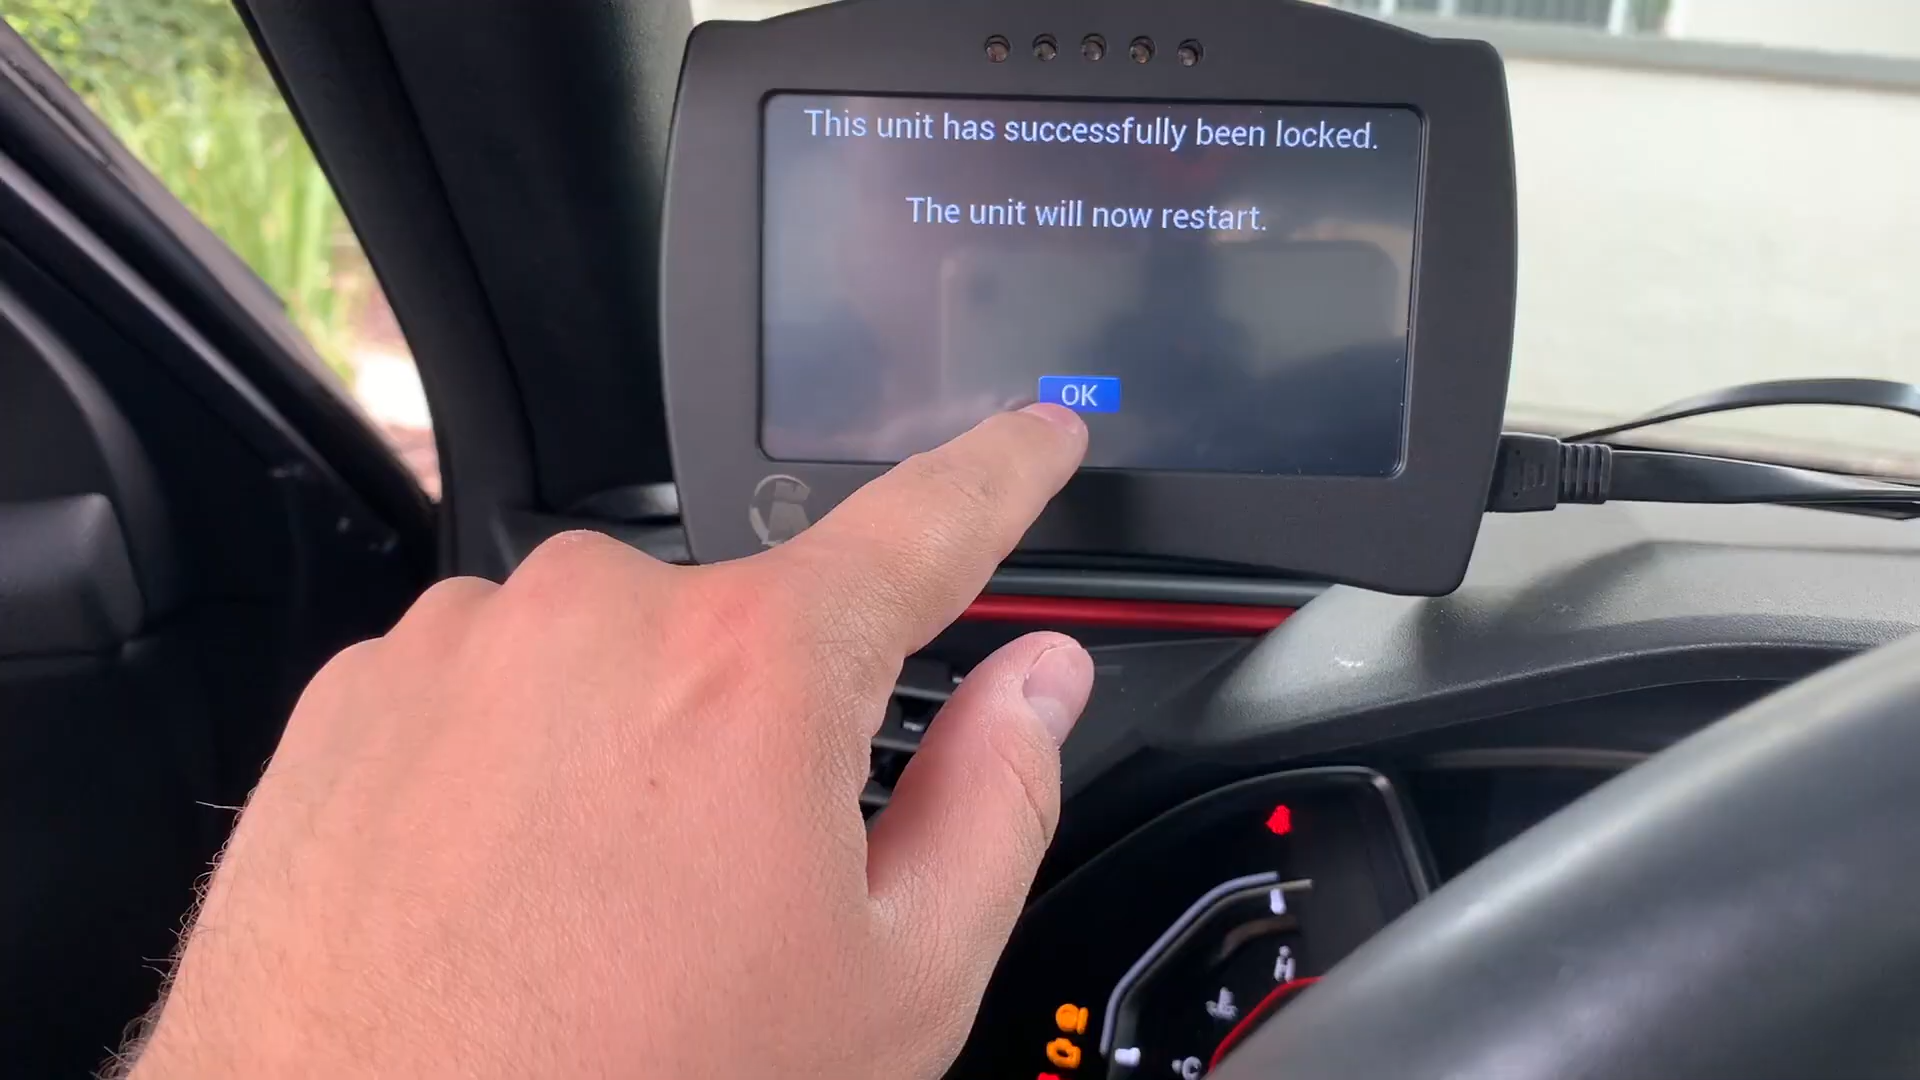 This unit has successfully been locked.
The unit will now restart.
OK
H
°C